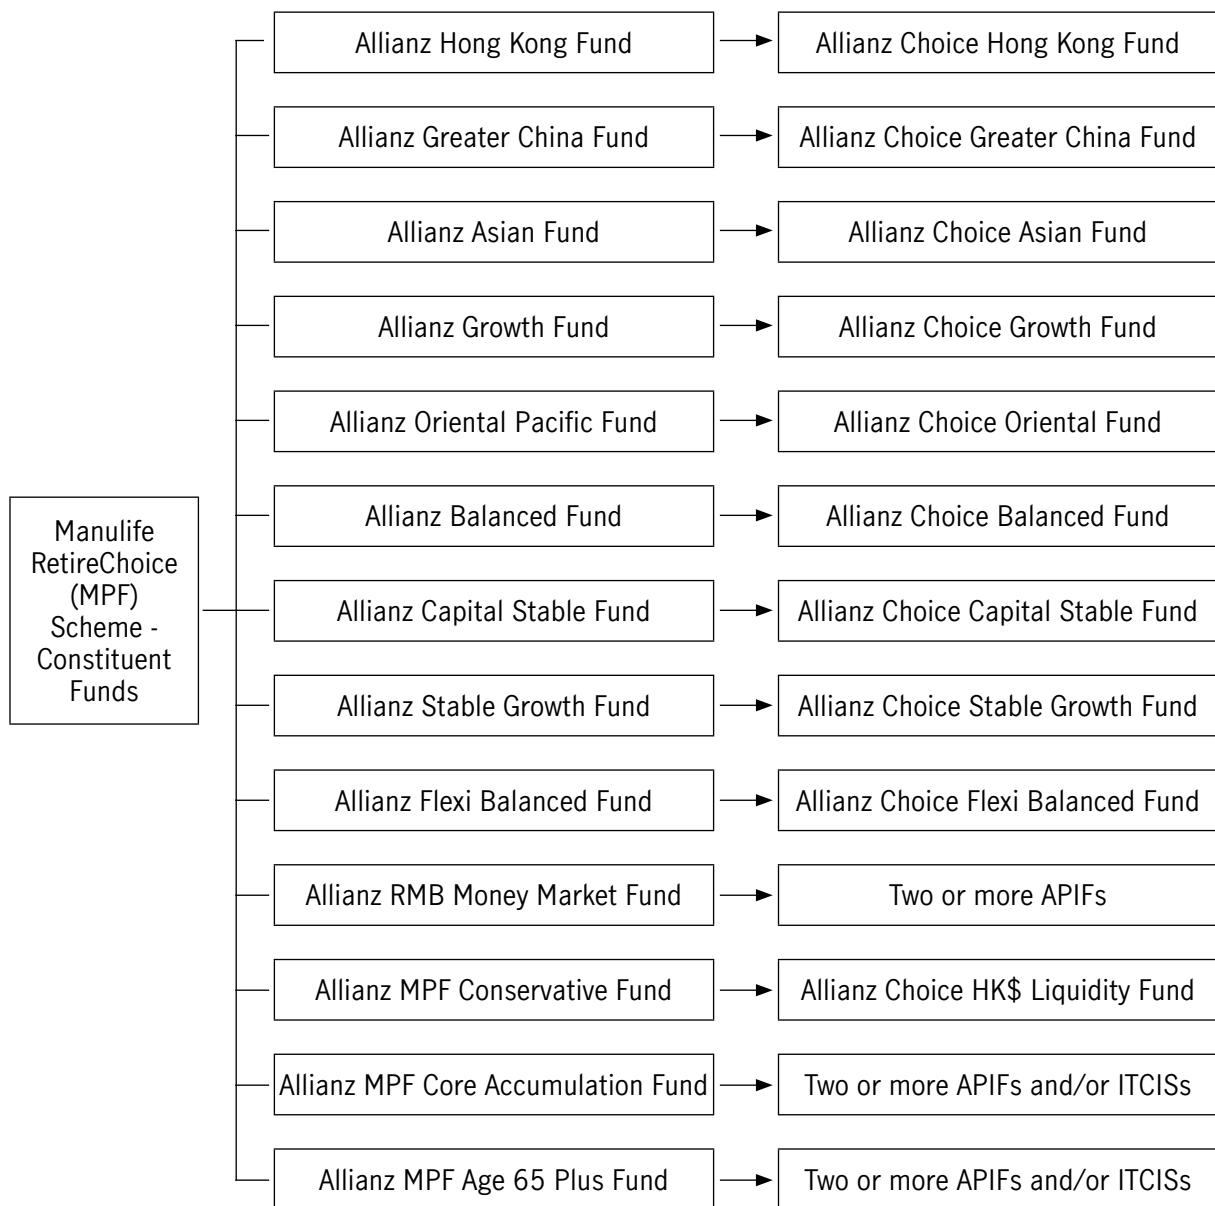 Allianz Hong Kong Fund
Allianz Choice Hong Kong Fund
Allianz Greater China Fund
Allianz Choice Greater China Fund
Allianz Asian Fund
Allianz Choice Asian Fund
Allianz Growth Fund
Allianz Choice Growth Fund
Allianz Oriental Pacific Fund
Allianz Choice Oriental Fund
Manulife
RetireChoice
(MPF)
Scheme -
Constituent
Funds
Allianz Balanced Fund
Allianz Choice Balanced Fund
Allianz Capital Stable Fund
Allianz Choice Capital Stable Fund
Allianz Stable Growth Fund
Allianz Choice Stable Growth Fund
Allianz Flexi Balanced Fund
Allianz Choice Flexi Balanced Fund
Allianz RMB Money Market Fund
Two or more APIFs
Allianz MPF Conservative Fund
Allianz Choice HK$ Liquidity Fund
Allianz MPF Core Accumulation Fund
Two or more APIFs and/or ITCISs
Allianz MPF Age 65 Plus Fund
Two or more APIFs and/or ITCISs